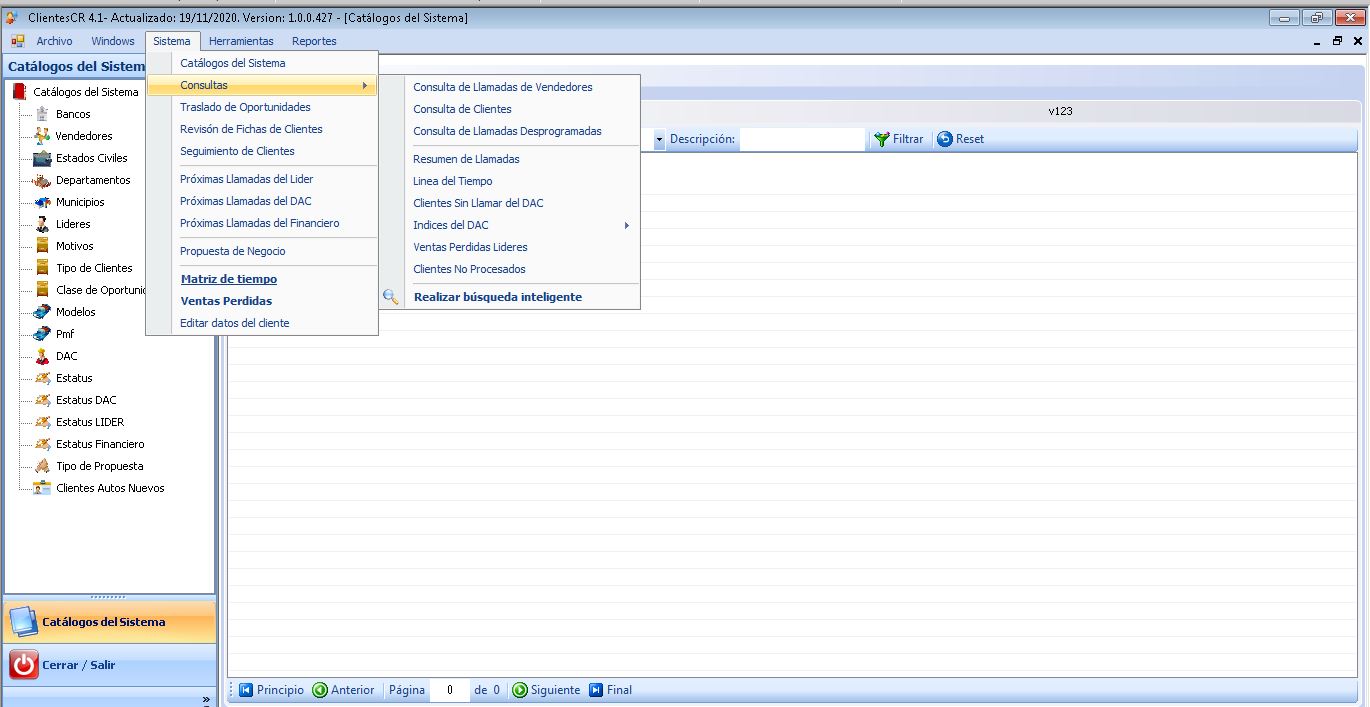 ClientesCR 4.1- Actualizado: 19/11/2020. Version: 1.0.0.427 - [Catálogos del Sistema]
Archivo Windows Sistema Herramientas Reportes
Catálogos del Sistem
Catálogos del Sistema
Bancos
Vendedores
Estados Civiles
Departamentos
Municipios
Lideres
Motivos
Tipo de Clientes
Clase de Oportunid
Modelos
Pmf
DAC
Estatus
Estatus DAC
Estatus LIDER
Estatus Financiero
Tipo de Propuesta
Clientes Autos Nuevos
Catálogos del Sistema
Cerrar / Salir
»
Catálogos del Sistema
Consultas
Traslado de Oportunidades
Revisón de Fichas de Clientes
Seguimiento de Clientes
Próximas Llamadas del Lider
Próximas Llamadas del DAC
Próximas Llamadas del Financiero
Propuesta de Negocio
Matriz de tiempo
Ventas Perdidas
Editar datos del cliente
Consulta de Llamadas de Vendedores
Consulta de Clientes
Consulta de Llamadas Desprogramadas
Resumen de Llamadas
Linea del Tiempo
Clientes Sin Llamar del DAC
Indices del DAC
Ventas Perdidas Lideres
Clientes No Procesados
Realizar búsqueda inteligente
v123
Descripción: Filtrar Reset
Principio Anterior Página 0 de 0 Siguiente Final